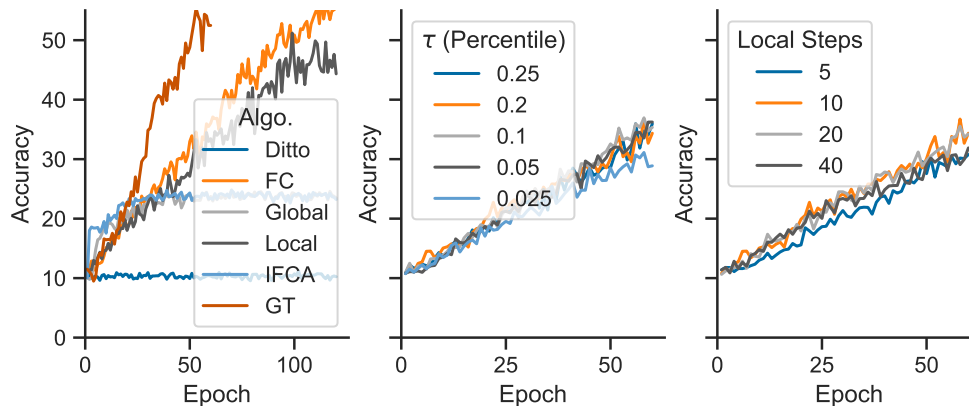 50
40
30
20
10
0
Accuracy
0
50
100
Epoch
Algo.
Ditto
FC
Global
Local
IFCA
GT
Accuracy
0
25
50
Epoch
τ (Percentile)
0.25
0.2
0.1
0.05
0.025
Accuracy
0
25
50
Epoch
Local Steps
5
10
20
40